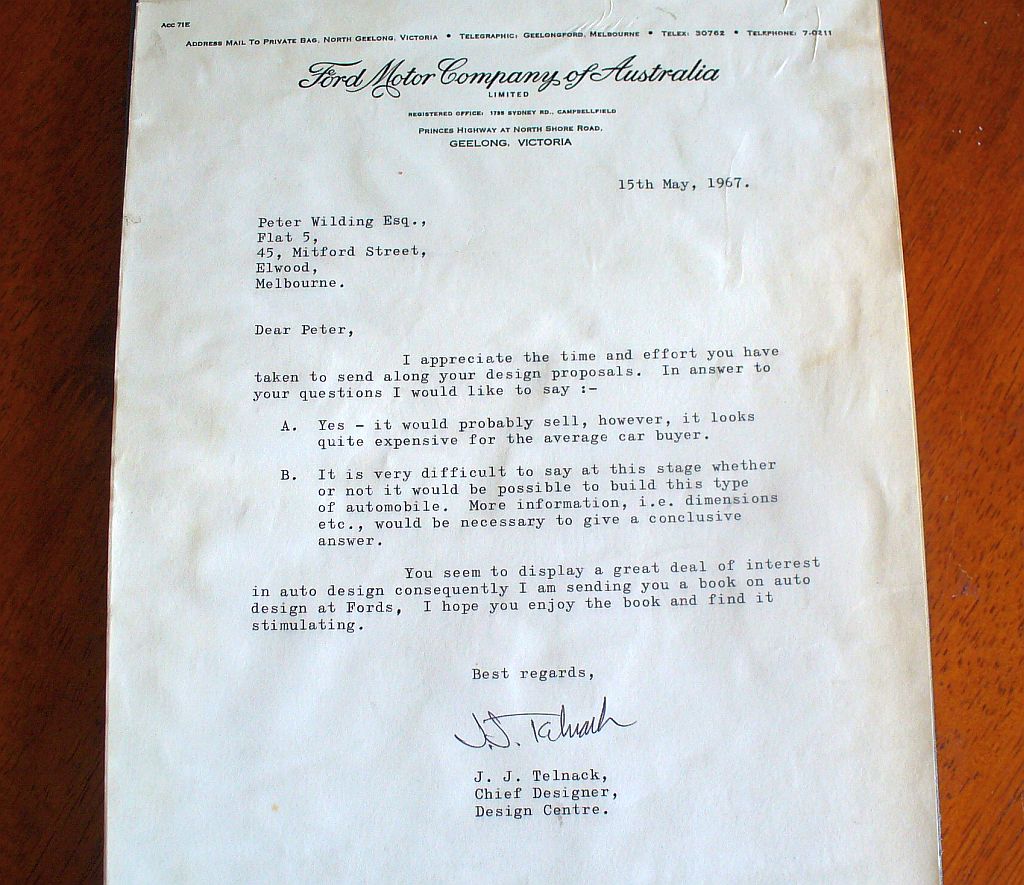 Acc 71E
Address Mail To Private Bag, North Geelong, Victoria • Telegraphic: Geelongford, Melbourne • Telex: 30762 • Telephone: 7-0211
Ford Motor Company of Australia
LIMITED
REGISTERED OFFICE: 1735 SYDNEY RD., CAMPBELLFIELD
Princes Highway at North Shore Road,
GEELONG, VICTORIA
15th May, 1967.
Peter Wilding Esq.,
Flat 5,
45, Mitford Street,
Elwood,
Melbourne.
Dear Peter,
I appreciate the time and effort you have
taken to send along your design proposals. In answer to
your questions I would like to say :-
A. Yes - it would probably sell, however, it looks
quite expensive for the average car buyer.
B. It is very difficult to say at this stage whether
or not it would be possible to build this type
of automobile. More information, i.e. dimensions
etc., would be necessary to give a conclusive
answer.
You seem to display a great deal of interest
in auto design consequently I am sending you a book on auto
design at Fords, I hope you enjoy the book and find it
stimulating.
Best regards,
J.J. Telnack
J. J. Telnack,
Chief Designer,
Design Centre.